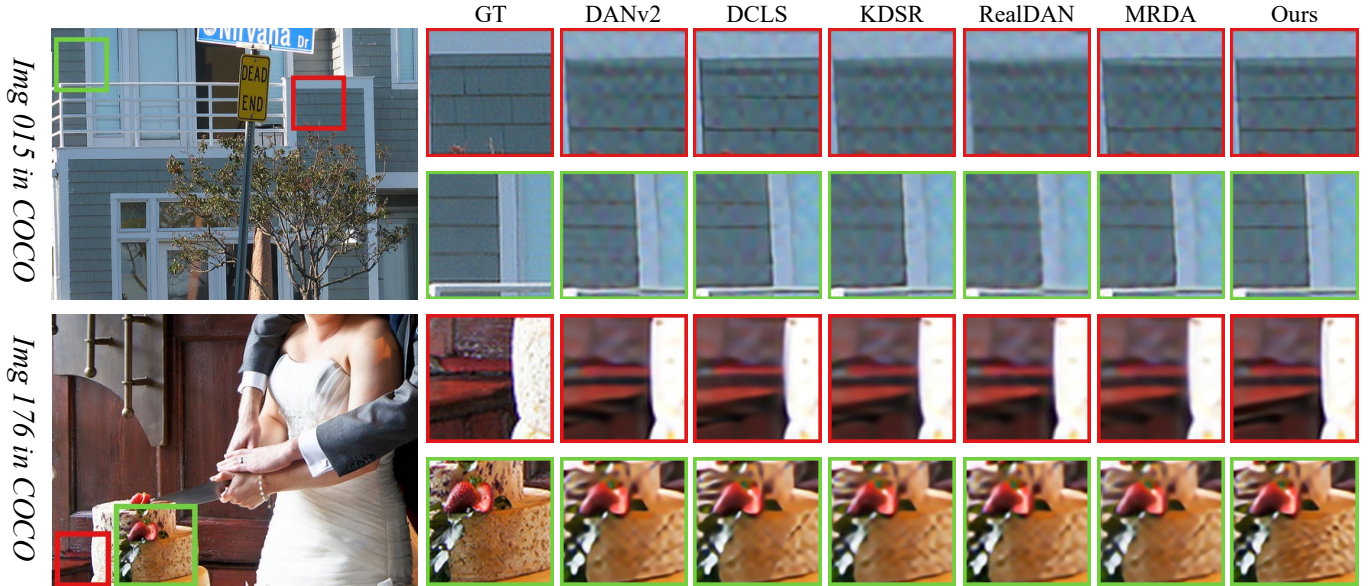 GT DANv2 DCLS KDSR RealDAN MRDA Ours
Img 015 in COCO
Nirvana Dr
DEAD
END
Img 176 in COCO